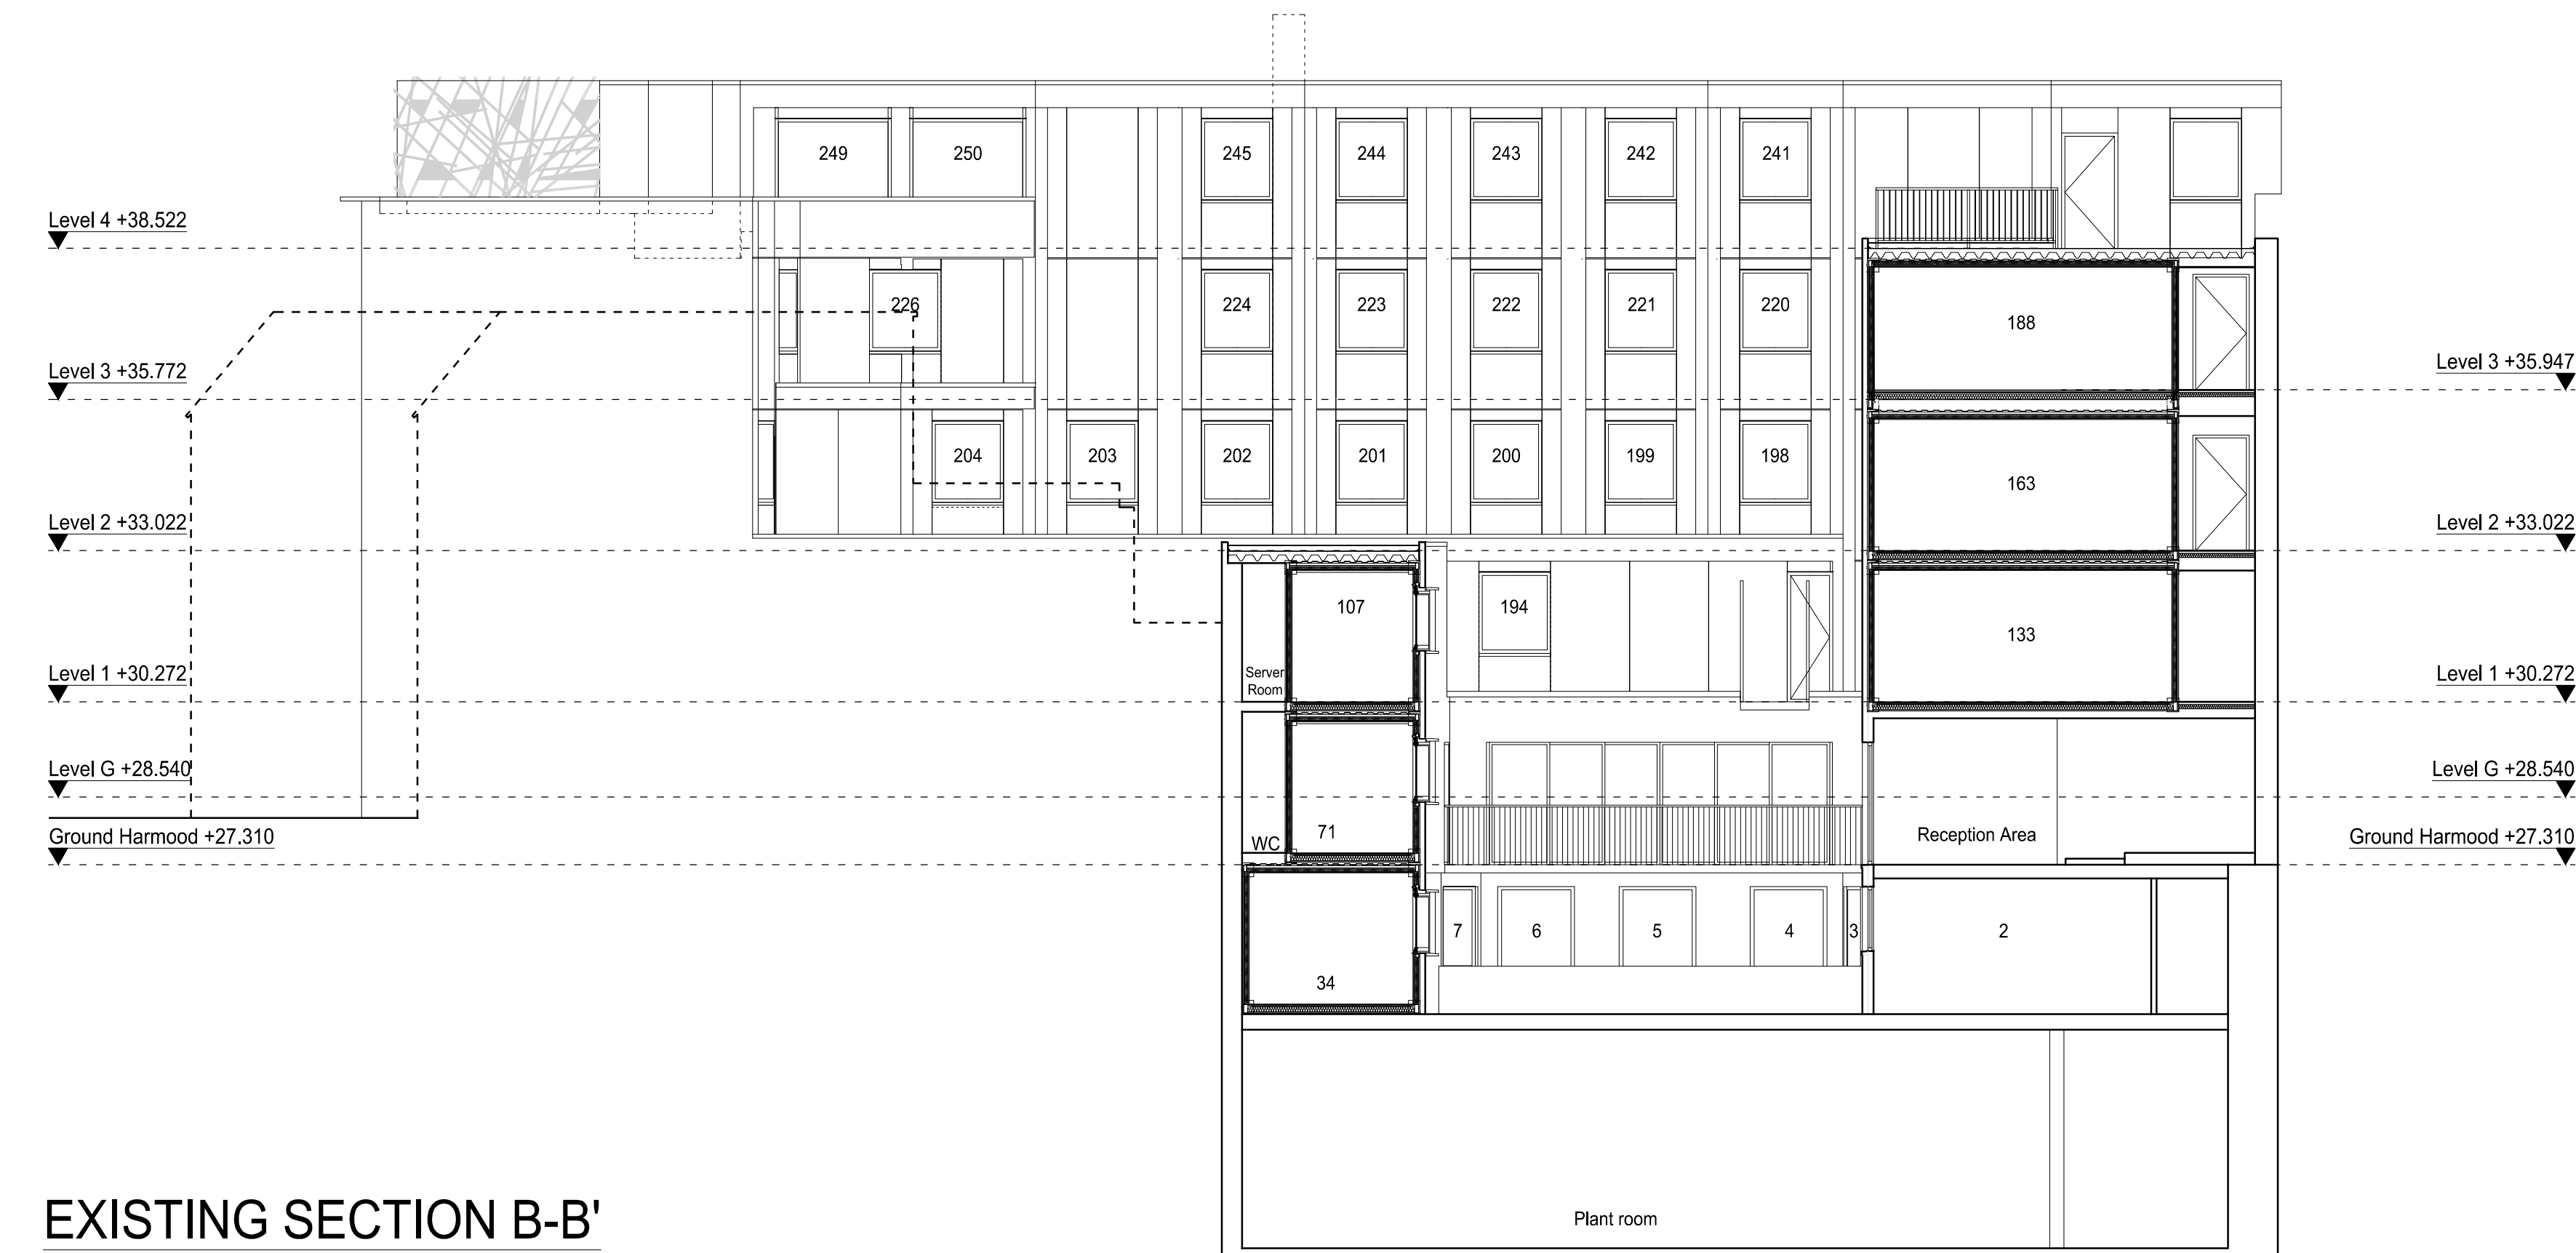 249 250 245 244 243 242 241
Level 4 +38.522
226 224 223 222 221 220 188
Level 3 +35.772 Level 3 +35.947
204 203 202 201 200 199 198 163
Level 2 +33.022 Level 2 +33.022
107 194 133
Server
Room
Level 1 +30.272 Level 1 +30.272
Level G +28.540 Level G +28.540
WC 71 Reception Area
Ground Harmood +27.310 Ground Harmood +27.310
7 6 5 4 3 2
34
Plant room
EXISTING SECTION B-B'